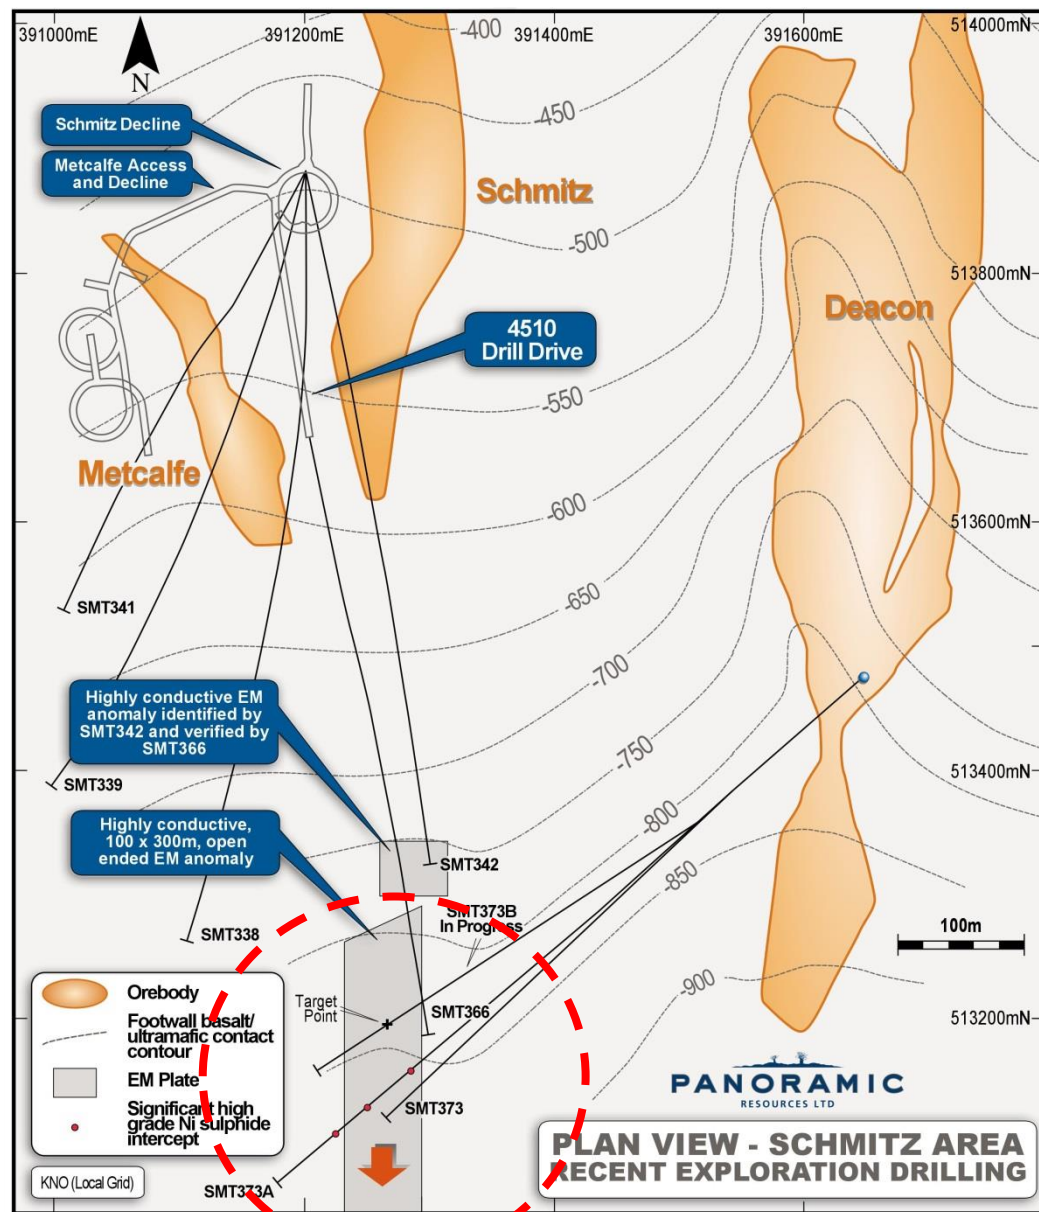 391000mE
391200mE
391400mE
391600mE
514000mN
-400
N
Schmitz Decline
-450
Metcalfe Access
and Decline
Schmitz
-500
513800mN
Deacon
4510
Drill Drive
-550
Metcalfe
-600
513600mN
SMT341
-650
-700
Highly conductive EM
anomaly identified by
SMT342 and verified by
SMT366
-750
513400mN
SMT339
-800
Highly conductive,
100 x 300m, open
ended EM anomaly
SMT342
-850
SMT373B
In Progress
SMT338
100m
-900
Orebody
Target
Point
SMT366
513200mN
Footwall basalt/
ultramafic contact
contour
EM Plate
PANORAMIC
RESOURCES LTD
Significant high
grade Ni sulphide
intercept
SMT373
PLAN VIEW - SCHMITZ AREA
RECENT EXPLORATION DRILLING
KNO (Local Grid)
SMT373A